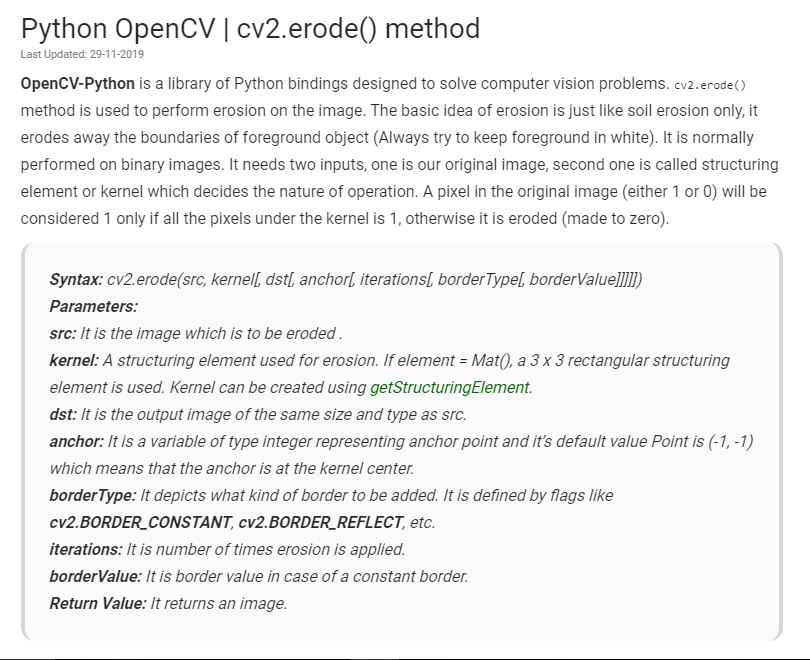 Python OpenCV | cv2.erode() method
Last Updated: 29-11-2019
OpenCV-Python is a library of Python bindings designed to solve computer vision problems. cv2.erode()
method is used to perform erosion on the image. The basic idea of erosion is just like soil erosion only, it
erodes away the boundaries of foreground object (Always try to keep foreground in white). It is normally
performed on binary images. It needs two inputs, one is our original image, second one is called structuring
element or kernel which decides the nature of operation. A pixel in the original image (either 1 or 0) will be
considered 1 only if all the pixels under the kernel is 1, otherwise it is eroded (made to zero).
Syntax: cv2.erode(src, kernel[, dst[, anchor[, iterations[, borderType[, borderValue]]]]])
Parameters:
src: It is the image which is to be eroded .
kernel: A structuring element used for erosion. If element = Mat(), a 3 x 3 rectangular structuring
element is used. Kernel can be created using getStructuringElement.
dst: It is the output image of the same size and type as src.
anchor: It is a variable of type integer representing anchor point and it's default value Point is (-1, -1)
which means that the anchor is at the kernel center.
borderType: It depicts what kind of border to be added. It is defined by flags like
cv2.BORDER_CONSTANT, cv2.BORDER_REFLECT, etc.
iterations: It is number of times erosion is applied.
borderValue: It is border value in case of a constant border.
Return Value: It returns an image.